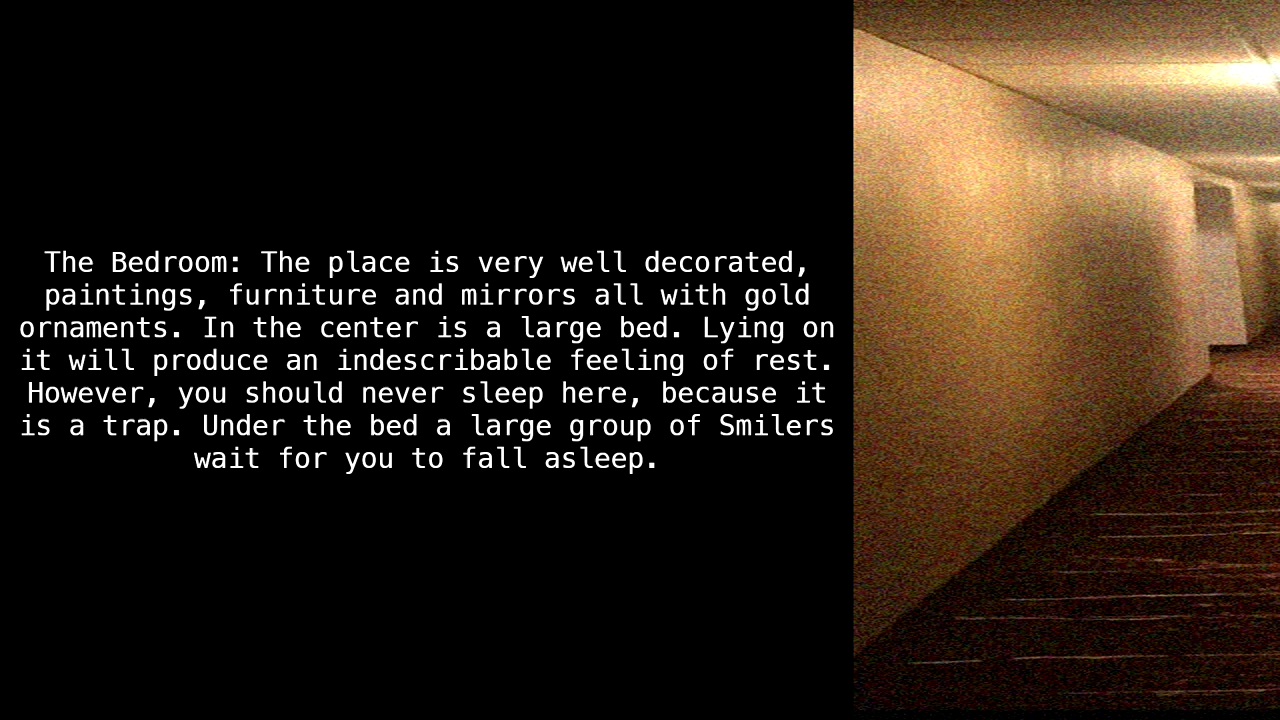 The Bedroom: The place is very well decorated,
paintings, furniture and mirrors all with gold
ornaments. In the center is a large bed. Lying on
it will produce an indescribable feeling of rest.
However, you should never sleep here, because it
is a trap. Under the bed a large group of Smilers
wait for you to fall asleep.